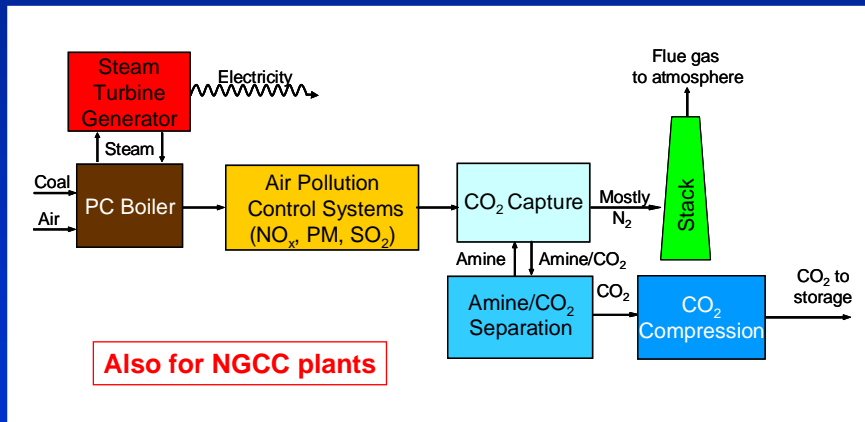 Steam
Turbine
Generator
Electricity
Flue gas
to atmosphere
Steam
Coal
Air
PC Boiler
Air Pollution
Control Systems
(NOₓ, PM, SO₂)
CO₂ Capture
Mostly
N₂
Stack
Amine
Amine/CO₂
Amine/CO₂
Separation
CO₂
CO₂
Compression
CO₂ to
storage
Also for NGCC plants